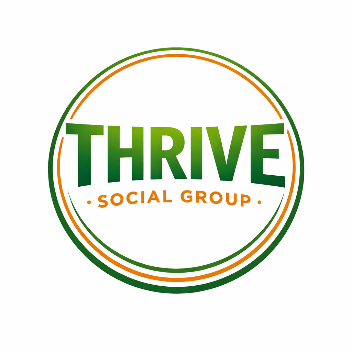 THRIVE
· SOCIAL GROUP ·